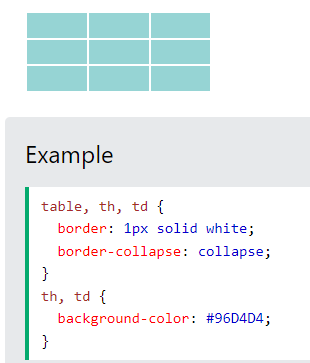 Example
table, th, td {
  border: 1px solid white;
  border-collapse: collapse;
}
th, td {
  background-color: #96D4D4;
}